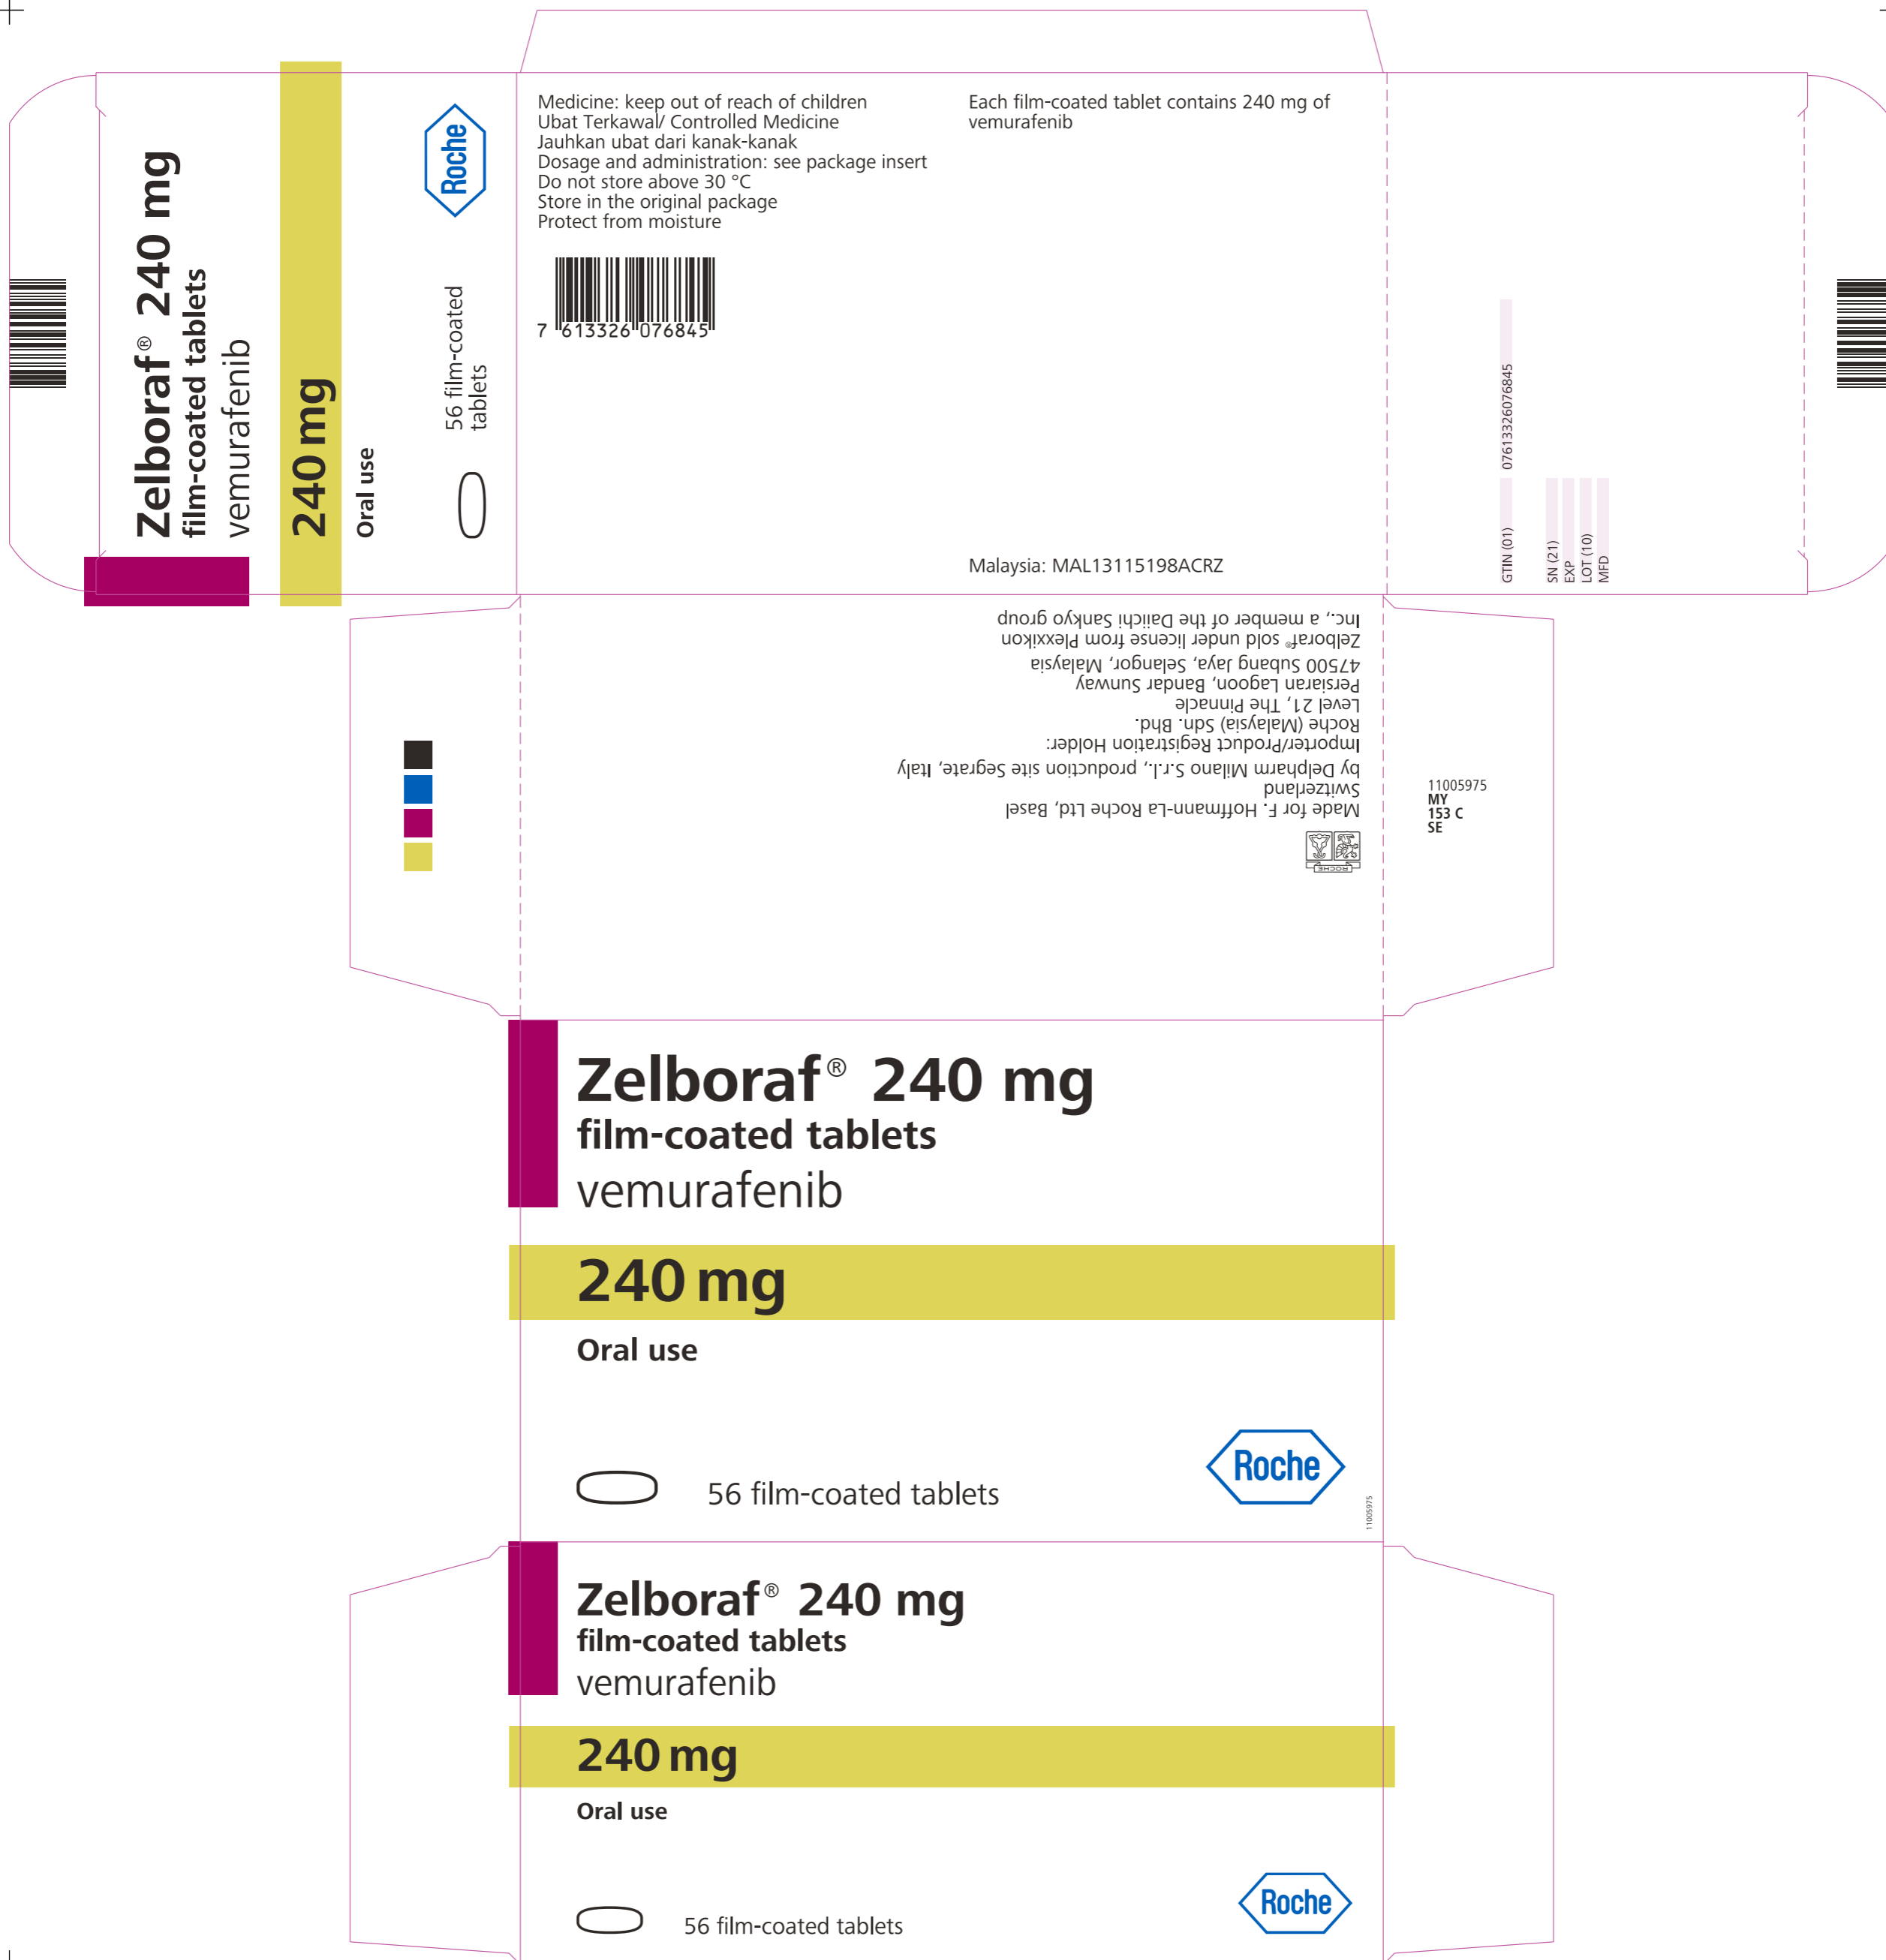 Zelboraf® 240 mg
film-coated tablets
vemurafenib
240 mg
Oral use
56 film-coated
tablets
Roche
Medicine: keep out of reach of children
Ubat Terkawal/ Controlled Medicine
Jauhkan ubat dari kanak-kanak
Dosage and administration: see package insert
Do not store above 30 °C
Store in the original package
Protect from moisture
7 613326 076845
Each film-coated tablet contains 240 mg of
vemurafenib
Malaysia: MAL13115198ACRZ
GTIN (01) 07613326076845
SN (21)
EXP
LOT (10)
MFD
ROCHE
Made for F. Hoffmann-La Roche Ltd, Basel
Switzerland
by Delpharm Milano S.r.l., production site Segrate, Italy
Importer/Product Registration Holder:
Roche (Malaysia) Sdn. Bhd.
Level 21, The Pinnacle
Persiaran Lagoon, Bandar Sunway
47500 Subang Jaya, Selangor, Malaysia
Zelboraf® sold under license from Plexxikon
Inc., a member of the Daiichi Sankyo group
11005975
MY
153 C
SE
Zelboraf® 240 mg
film-coated tablets
vemurafenib
240 mg
Oral use
56 film-coated tablets
Roche
11005975
Zelboraf® 240 mg
film-coated tablets
vemurafenib
240 mg
Oral use
56 film-coated tablets
Roche